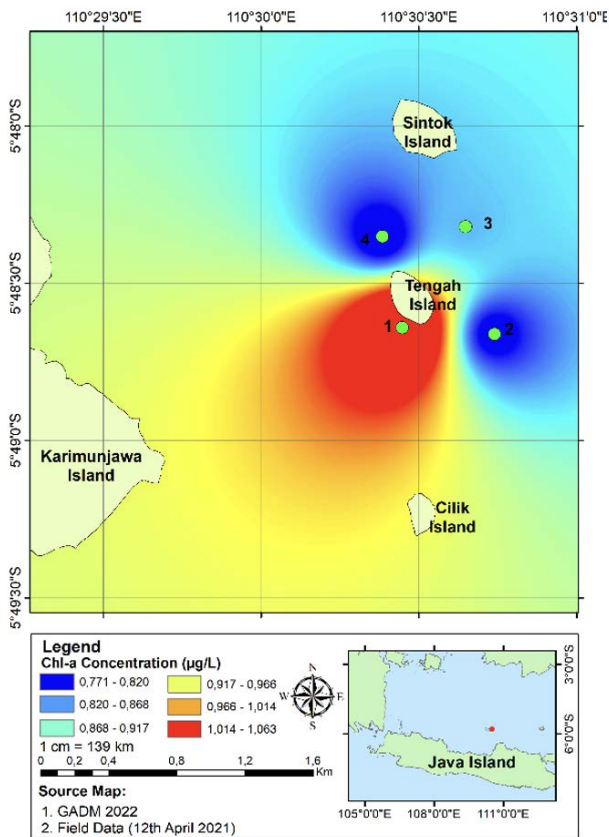 110°29'30"E 110°30'0"E 110°30'30"E 110°31'0"E
5°48'0"S
Sintok
Island
3
4
5°48'30"S
Tengah
Island
1
2
5°49'0"S
Karimunjawa
Island
Cilik
Island
5°49'30"S
Legend
Chl-a Concentration (µg/L)
0,771 - 0,820
0,820 - 0,868
0,868 - 0,917
0,917 - 0,966
0,966 - 1,014
1,014 - 1,063
N
W E
S
1 cm = 139 km
0 0,2 0,4 0,8 1,2 1,6
Km
Source Map:
1. GADM 2022
2. Field Data (12th April 2021)
3°0'0"S
6°0'0"S
Java Island
105°0'0"E 108°0'0"E 111°0'0"E